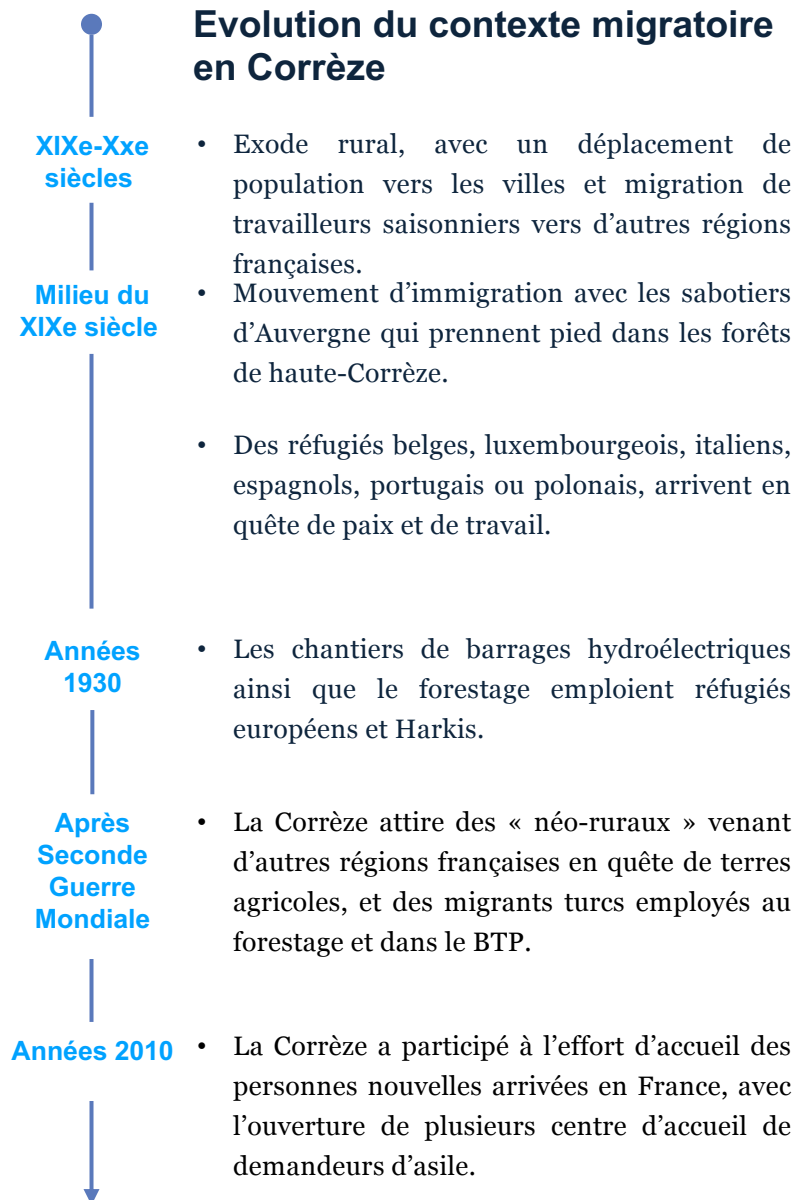 Evolution du contexte migratoire
en Corrèze
XIXe-Xxe
siècles
• Exode rural, avec un déplacement de
population vers les villes et migration de
travailleurs saisonniers vers d'autres régions
françaises.
Milieu du
XIXe siècle
• Mouvement d'immigration avec les sabotiers
d'Auvergne qui prennent pied dans les forêts
de haute-Corrèze.
• Des réfugiés belges, luxembourgeois, italiens,
espagnols, portugais ou polonais, arrivent en
quête de paix et de travail.
Années
1930
• Les chantiers de barrages hydroélectriques
ainsi que le forestage emploient réfugiés
européens et Harkis.
Après
Seconde
Guerre
Mondiale
• La Corrèze attire des « néo-ruraux » venant
d'autres régions françaises en quête de terres
agricoles, et des migrants turcs employés au
forestage et dans le BTP.
Années 2010
• La Corrèze a participé à l'effort d'accueil des
personnes nouvelles arrivées en France, avec
l'ouverture de plusieurs centre d'accueil de
demandeurs d'asile.